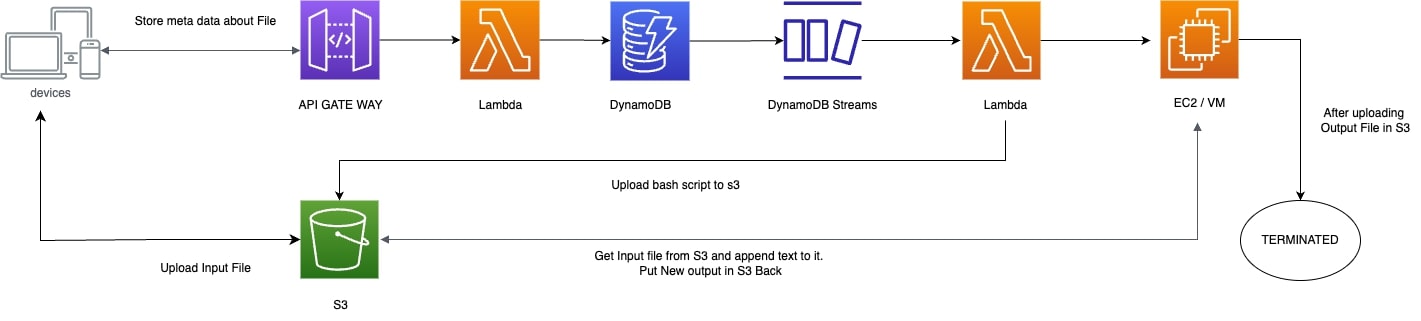 Store meta data about File
devices
API GATE WAY
Lambda
DynamoDB
DynamoDB Streams
Lambda
EC2 / VM
After uploading
Output File in S3
Upload bash script to s3
TERMINATED
Upload Input File
Get Input file from S3 and append text to it.
Put New output in S3 Back
S3